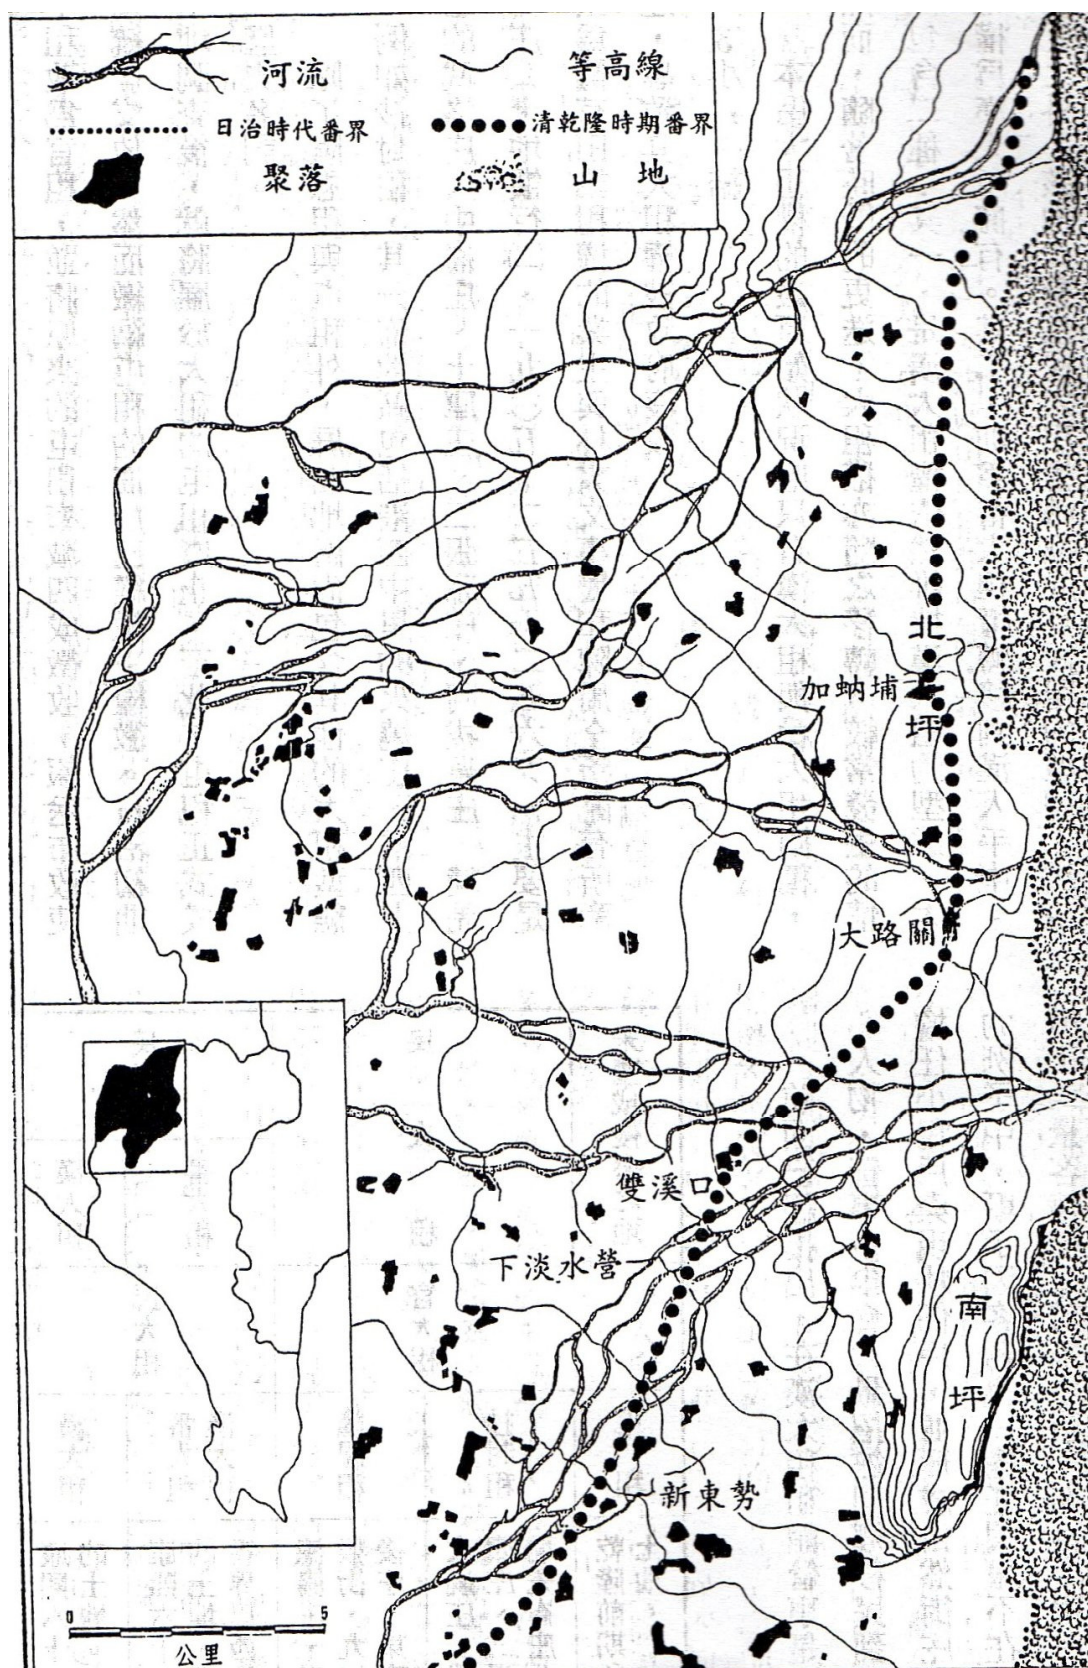 河流
等高線
日治時代番界
清乾隆時期番界
聚落
山地
北坪
加蚋埔
大路關
雙溪口
下淡水營
南坪
新東勢
0 5
公里